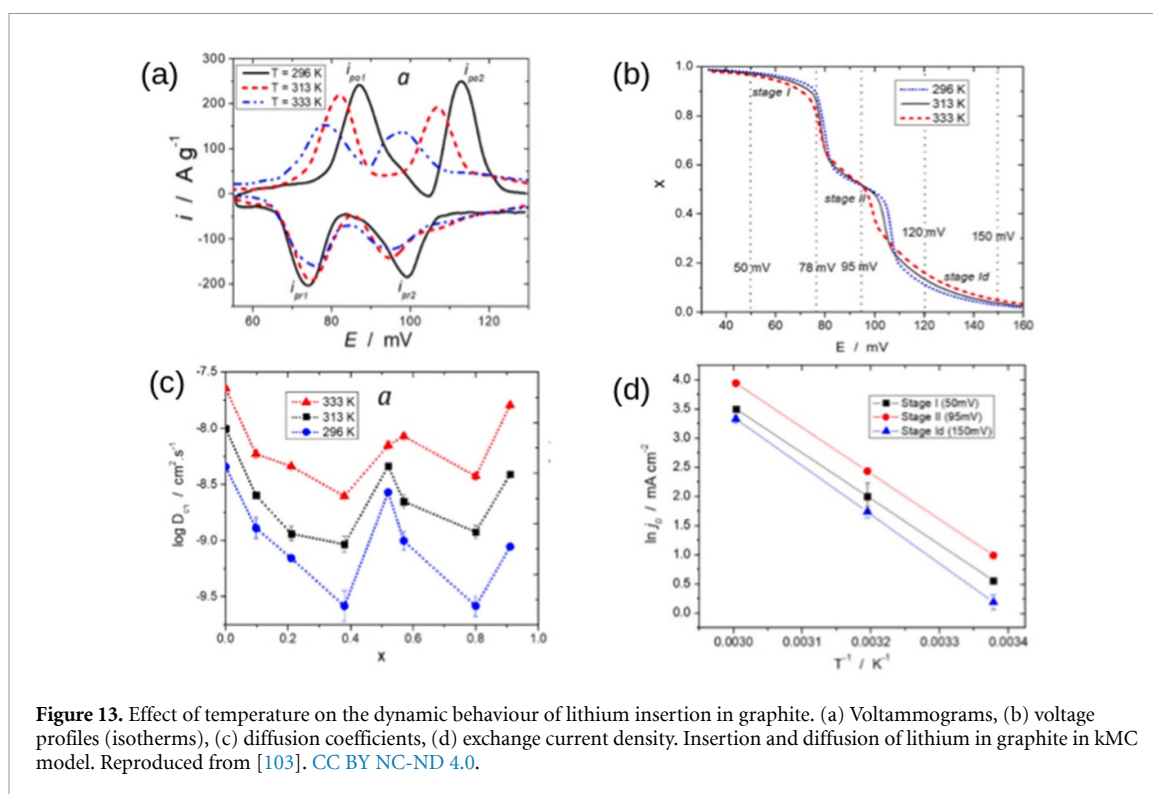 (a)
T = 296 K
T = 313 K
T = 333 K
i_po1
a
i_po2
300
200
100
0
-100
-200
i / A g⁻¹
i_pr1
i_pr2
60
80
100
120
E / mV
(b)
1.0
0.8
0.6
0.4
0.2
0.0
x
stage I
296 K
313 K
333 K
stage II
120 mV
150 mV
50 mV
78 mV
95 mV
stage Id
40
60
80
100
120
140
160
E / mV
(c)
a
-7.5
-8.0
-8.5
-9.0
-9.5
333 K
313 K
296 K
0.0
0.2
0.4
0.6
0.8
1.0
x
(d)
4.0
3.5
3.0
2.5
2.0
1.5
1.0
0.5
0.0
ln j₀ / mA cm⁻²
Stage I (50mV)
Stage II (95mV)
Stage Id (150mV)
0.0030
0.0031
0.0032
0.0033
0.0034
T⁻¹ / K⁻¹
Figure 13. Effect of temperature on the dynamic behaviour of lithium insertion in graphite. (a) Voltammograms, (b) voltage
profiles (isotherms), (c) diffusion coefficients, (d) exchange current density. Insertion and diffusion of lithium in graphite in kMC
model. Reproduced from [103]. CC BY NC-ND 4.0.